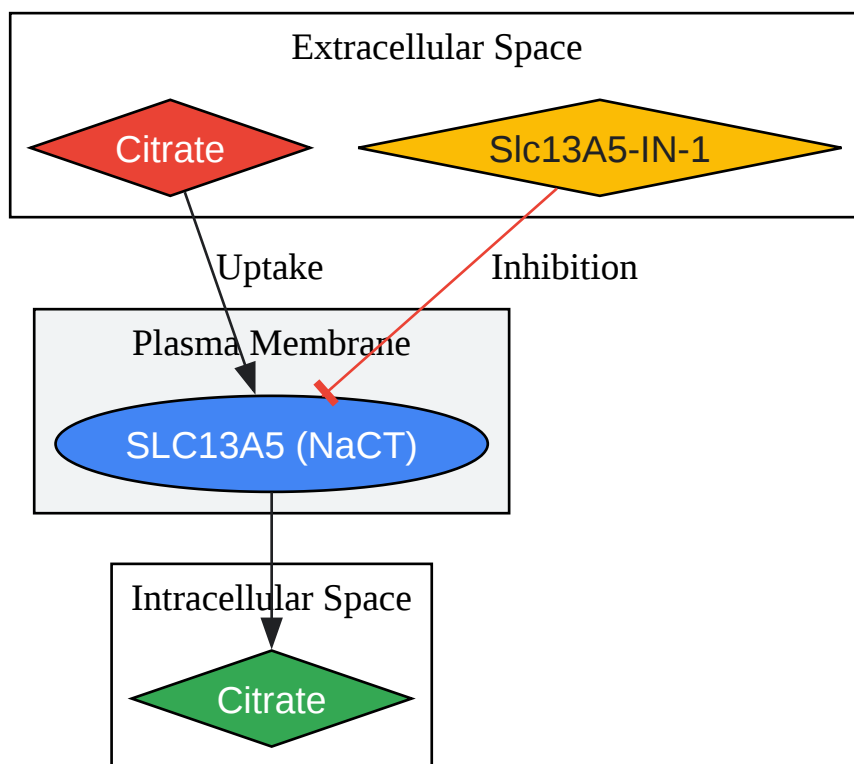 Extracellular Space
Citrate
Slc13A5-IN-1
Uptake
Inhibition
Plasma Membrane
SLC13A5 (NaCT)
Intracellular Space
Citrate